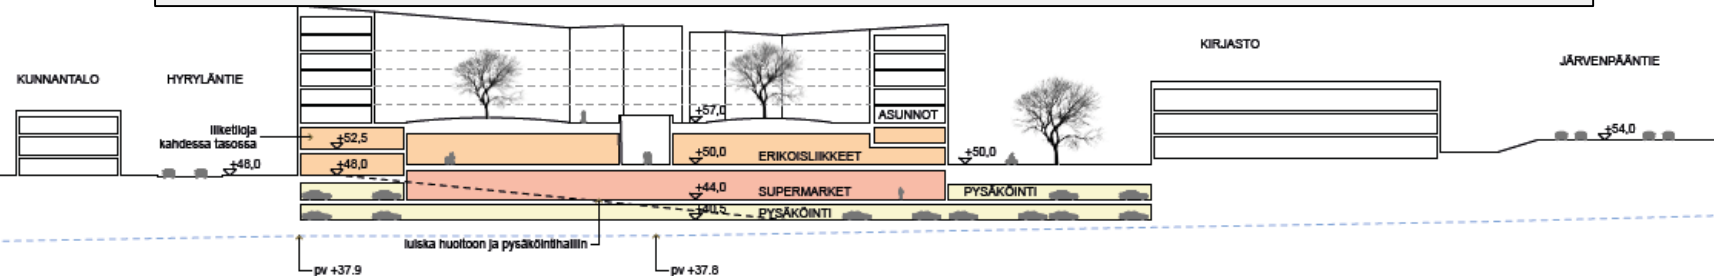 KIRJASTO
JÄRVENPÄÄNTIE
KUNNANTALO
HYRYLÄNTIE
+57,0
ASUNNOT
liiketiloja
kahdessa tasossa
+52,5
+54,0
+48,0
+48,0
+50,0
ERIKOISLIIKKEET
+50,0
+44,0
SUPERMARKET
PYSÄKÖINTI
+40,5
PYSÄKÖINTI
luiska huoltoon ja pysäköintihalliin
pv +37.9
pv +37.8